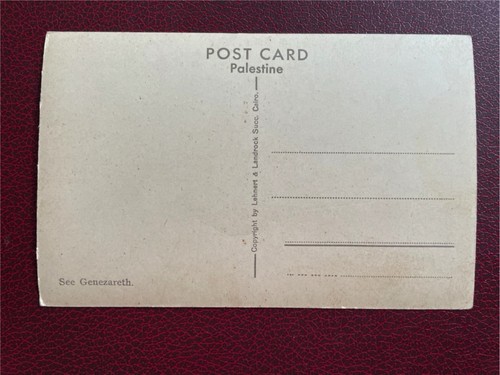 POST CARD
Palestine
Copyright by Lehnert & Landrock Succ. Cairo.
See Genezareth.